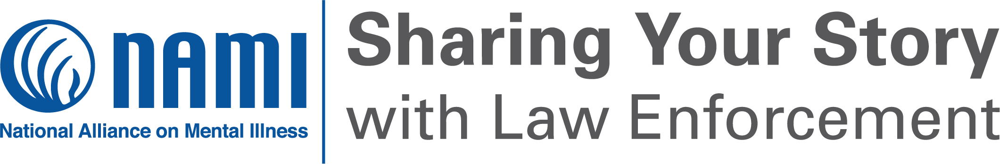 NAMI
National Alliance on Mental Illness
Sharing Your Story
with Law Enforcement